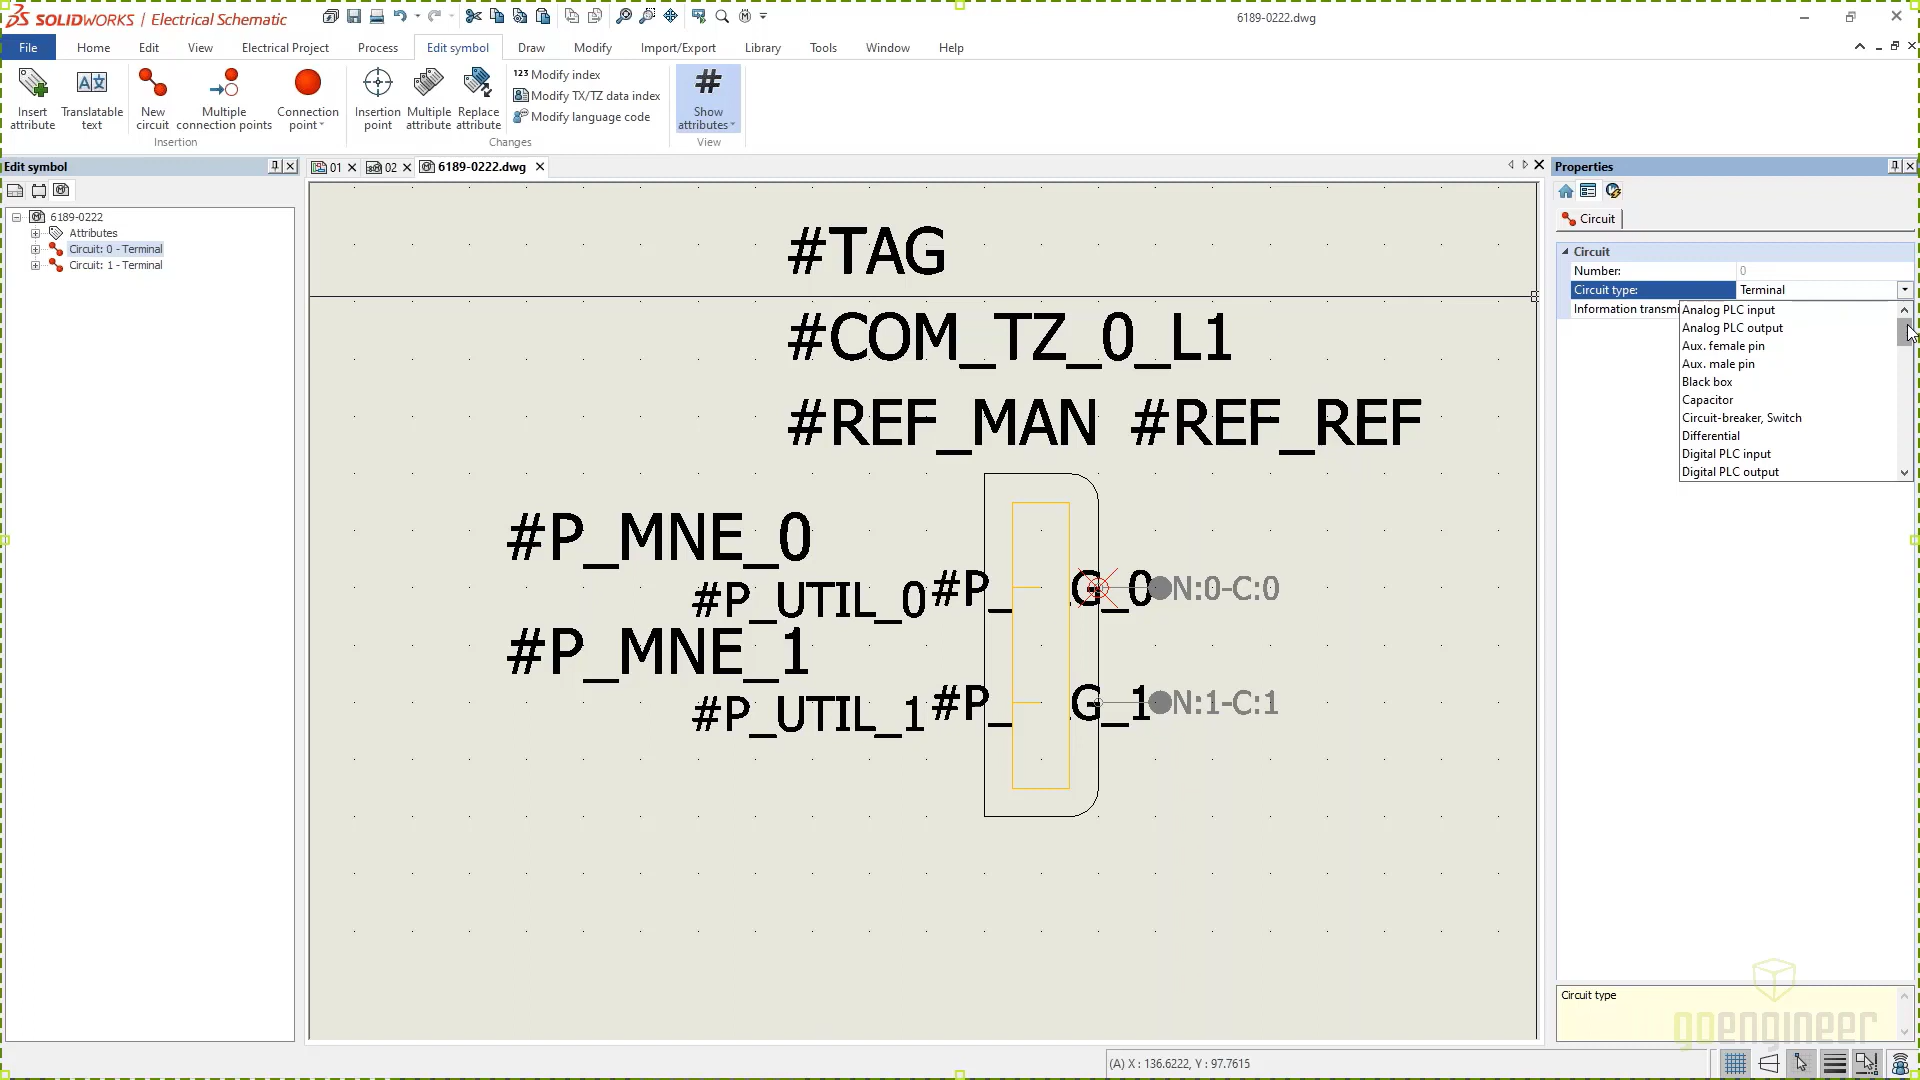 SOLIDWORKS | Electrical Schematic
6189-0222.dwg
File Home Edit View Electrical Project Process Edit symbol Draw Modify Import/Export Library Tools Window Help
Insert attribute
Translatable text
New circuit
Multiple connection points
Connection point
Insertion point
Multiple attribute
Replace attribute
123 Modify index
Modify TX/TZ data index
Modify language code
# Show attributes
Insertion
Changes
View
Edit symbol
01
02
6189-0222.dwg
Properties
6189-0222
Attributes
Circuit: 0 - Terminal
Circuit: 1 - Terminal
#TAG
#COM_TZ_0_L1
#REF_MAN #REF_REF
#P_MNE_0
#P_UTIL_0
#P_ G_0
N:0-C:0
#P_MNE_1
#P_UTIL_1
#P_ G_1
N:1-C:1
Circuit
Circuit
Number: 0
Circuit type: Terminal
Information transmi
Analog PLC input
Analog PLC output
Aux. female pin
Aux. male pin
Black box
Capacitor
Circuit-breaker, Switch
Differential
Digital PLC input
Digital PLC output
Circuit type
goengineer
(A) X : 136.6222, Y : 97.7615